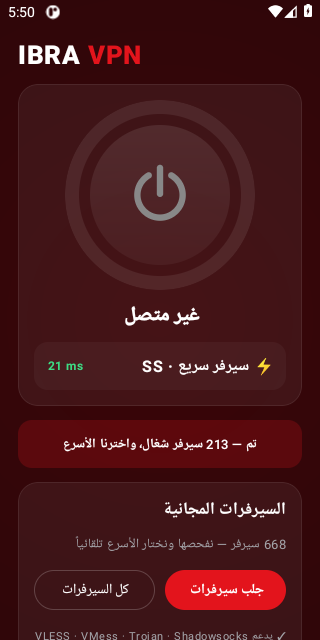 5:50
IBRA VPN
غير متصل
⚡ سيرفر سريع · SS
21 ms
تم — 213 سيرفر شغال، واخترنا الأسرع
السيرفرات المجانية
668 سيرفر — نفحصها ونختار الأسرع تلقائياً
جلب سيرفرات
كل السيرفرات
✓ يدعم VLESS · VMess · Trojan · Shadowsocks